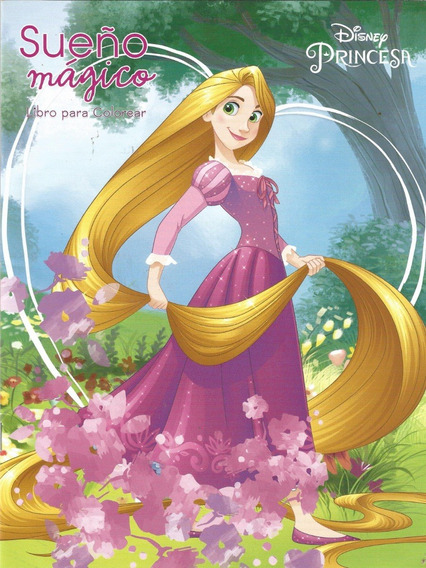 Sueño
mágico
Libro para Colorear
Disney
Princesa